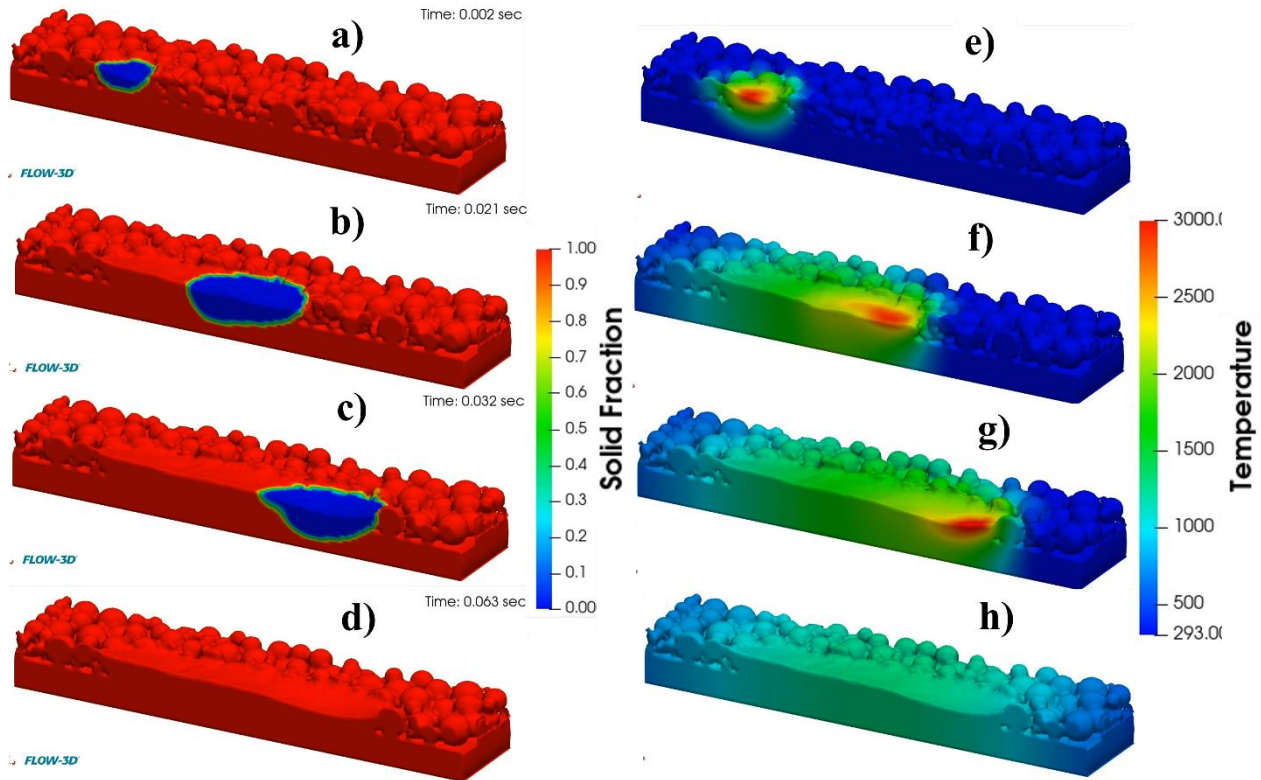 Time: 0.002 sec
a)
FLOW-3D
e)
Time: 0.021 sec
b)
FLOW-3D
f)
Time: 0.032 sec
c)
FLOW-3D
g)
Time: 0.063 sec
d)
FLOW-3D
h)
1.00
0.9
0.8
0.7
0.6
0.5
0.4
0.3
0.2
0.1
0.00
Solid Fraction
3000.0
2500
2000
1500
1000
500
293.00
Temperature